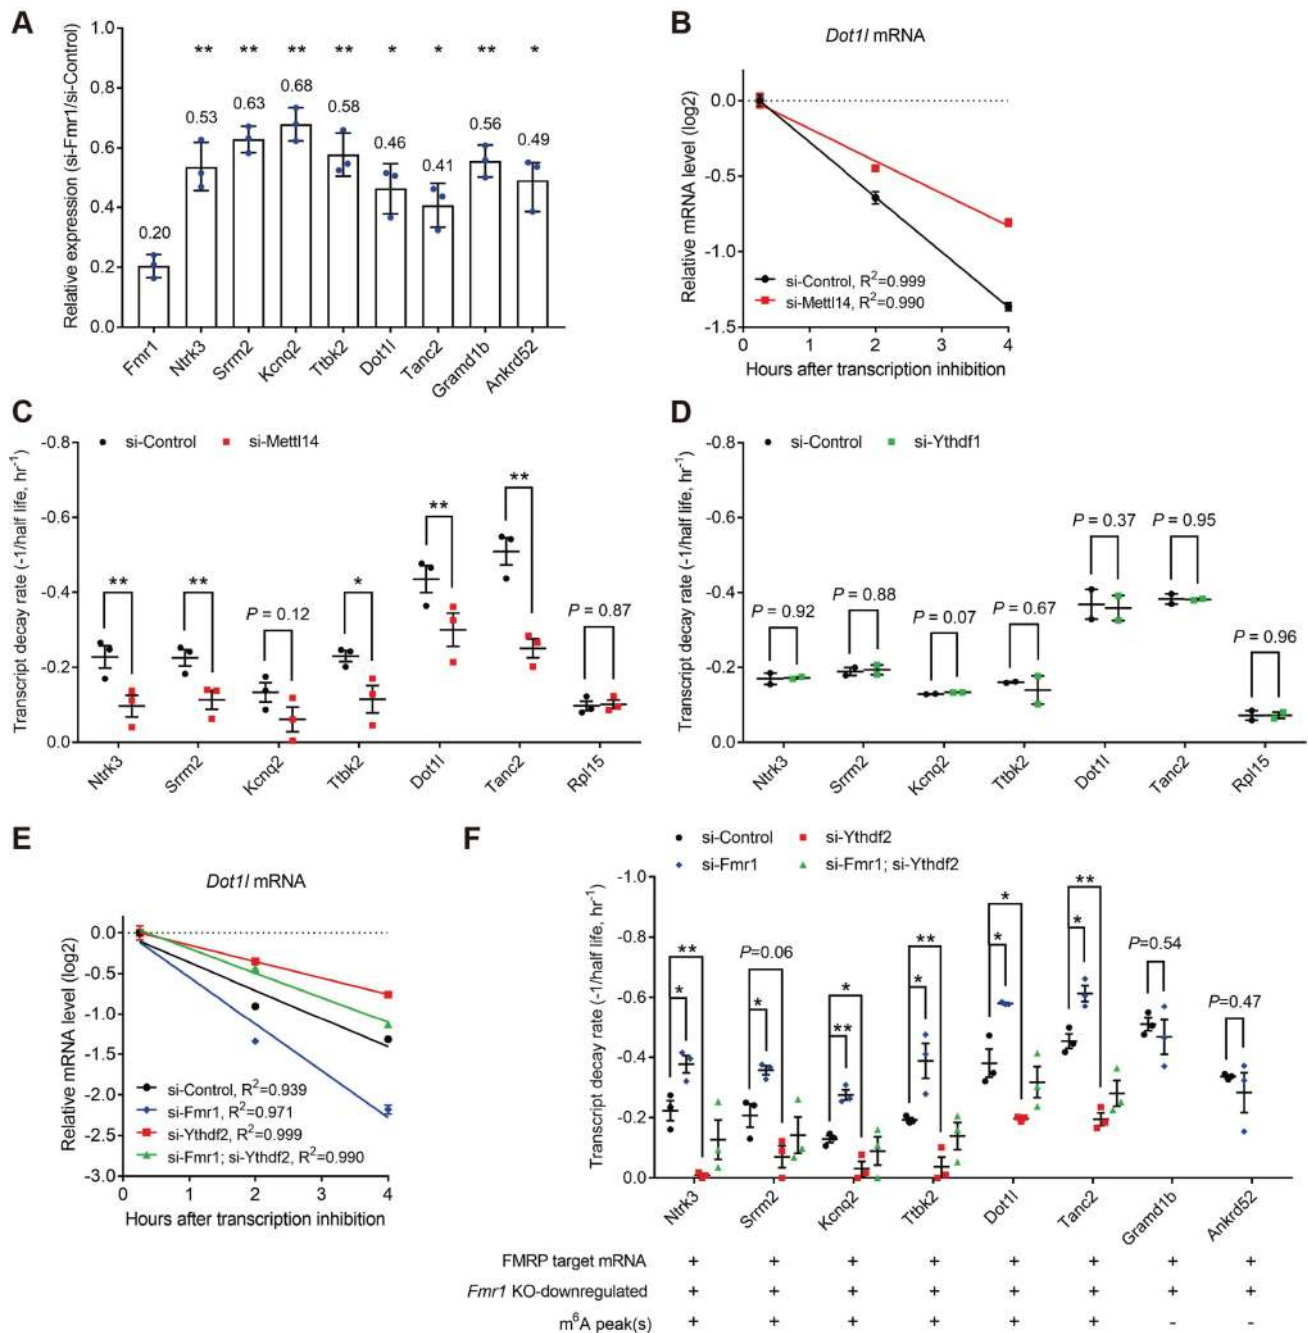 A
Relative expression (si-Fmr1/si-Control)
1.0
0.8
0.6
0.4
0.2
0.0
** ** ** ** * * ** *
0.20
0.53
0.63
0.68
0.58
0.46
0.41
0.56
0.49
Fmr1
Ntrk3
Srrm2
Kcnq2
Ttbk2
Dot1l
Tanc2
Gramd1b
Ankrd52
B
Dot1l mRNA
Relative mRNA level (log2)
0.0
-0.5
-1.0
-1.5
si-Control, R²=0.999
si-Mettl14, R²=0.990
0 1 2 3 4
Hours after transcription inhibition
C
si-Control
si-Mettl14
Transcript decay rate (-1/half life, hr⁻¹)
-0.8
-0.6
-0.4
-0.2
0.0
**
**
P = 0.12
*
**
**
P = 0.87
Ntrk3
Srrm2
Kcnq2
Ttbk2
Dot1l
Tanc2
Rpl15
D
si-Control
si-Ythdf1
Transcript decay rate (-1/half life, hr⁻¹)
-0.8
-0.6
-0.4
-0.2
0.0
P = 0.92
P = 0.88
P = 0.07
P = 0.67
P = 0.37
P = 0.95
P = 0.96
Ntrk3
Srrm2
Kcnq2
Ttbk2
Dot1l
Tanc2
Rpl15
E
Dot1l mRNA
Relative mRNA level (log2)
0.0
-0.5
-1.0
-1.5
-2.0
-2.5
-3.0
si-Control, R²=0.939
si-Fmr1, R²=0.971
si-Ythdf2, R²=0.999
si-Fmr1; si-Ythdf2, R²=0.990
0 1 2 3 4
Hours after transcription inhibition
F
si-Control
si-Ythdf2
si-Fmr1
si-Fmr1; si-Ythdf2
Transcript decay rate (-1/half life, hr⁻¹)
-1.0
-0.8
-0.6
-0.4
-0.2
0.0
**
*
P=0.06
*
*
**
**
*
*
*
**
*
P=0.54
P=0.47
Ntrk3
Srrm2
Kcnq2
Ttbk2
Dot1l
Tanc2
Gramd1b
Ankrd52
FMRP target mRNA + + + + + + + +
Fmr1 KO-downregulated + + + + + + + +
m⁶A peak(s) + + + + + + - -